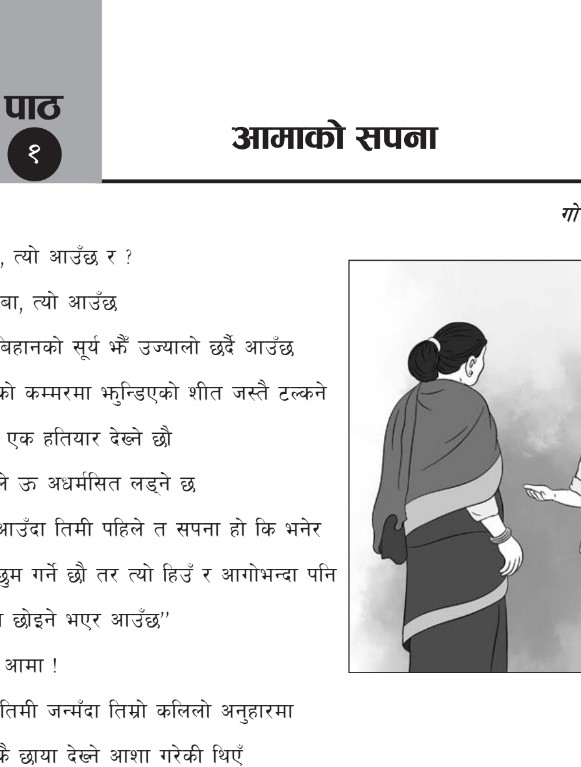 पाठ
१
आमाको सपना
गो
, त्यो आउँछ र ?
बा, त्यो आउँछ
बिहानको सूर्य झैँ उज्यालो छर्दै आउँछ
को कम्मरमा झुन्डिएको शीत जस्तै टल्कने
एक हतियार देख्ने छौ
ले ऊ अधर्मसित लड्ने छ
आउँदा तिमी पहिले त सपना हो कि भनेर
छुम गर्ने छौ तर त्यो हिउँ र आगोभन्दा पनि
छोइने भएर आउँछ”
आमा !
तिमी जन्मँदा तिम्रो कलिलो अनुहारमा
कै छाया देख्ने आशा गरेकी थिएँ